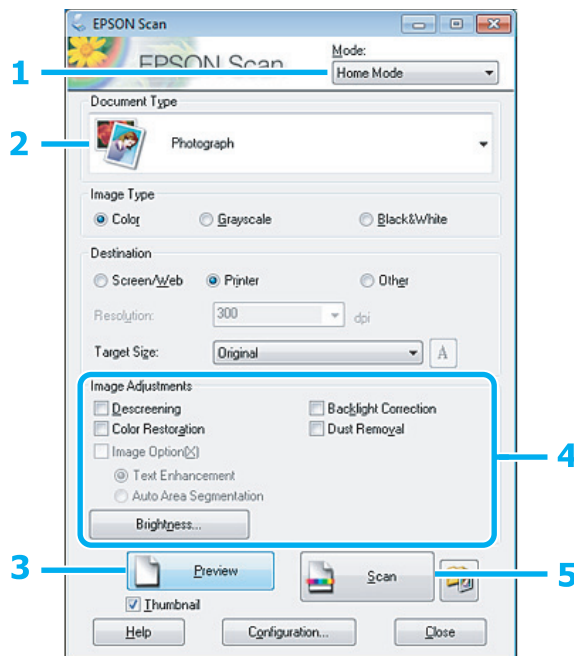 EPSON Scan
EPSON Scan
Mode:
1
Home Mode
Document Type
2
Photograph
Image Type
Color
Grayscale
Black&White
Destination
Screen/Web
Printer
Other
Resolution:
300
dpi
Target Size:
Original
A
Image Adjustments
Descreening
Backlight Correction
Color Restoration
Dust Removal
Image Option(X)
4
Text Enhancement
Auto Area Segmentation
Brightness...
3
Preview
Scan
5
Thumbnail
Help
Configuration...
Close